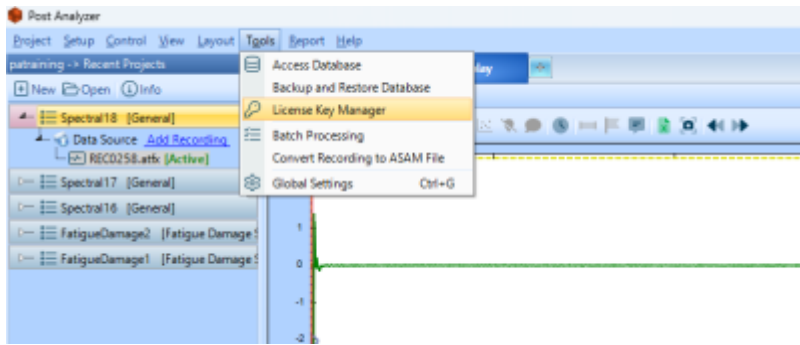 Post Analyzer
Project Setup Control View Layout Tools Report Help
patraining -> Recent Projects
New Open Info
Spectral18 [General]
Data Source Add Recording
REC0258.atfx [Active]
Spectral17 [General]
Spectral16 [General]
FatigueDamage2 [Fatigue Damage S
FatigueDamage1 [Fatigue Damage S
Access Database
Backup and Restore Database
License Key Manager
Batch Processing
Convert Recording to ASAM File
Global Settings Ctrl+G
lay
1
0
-1
-2